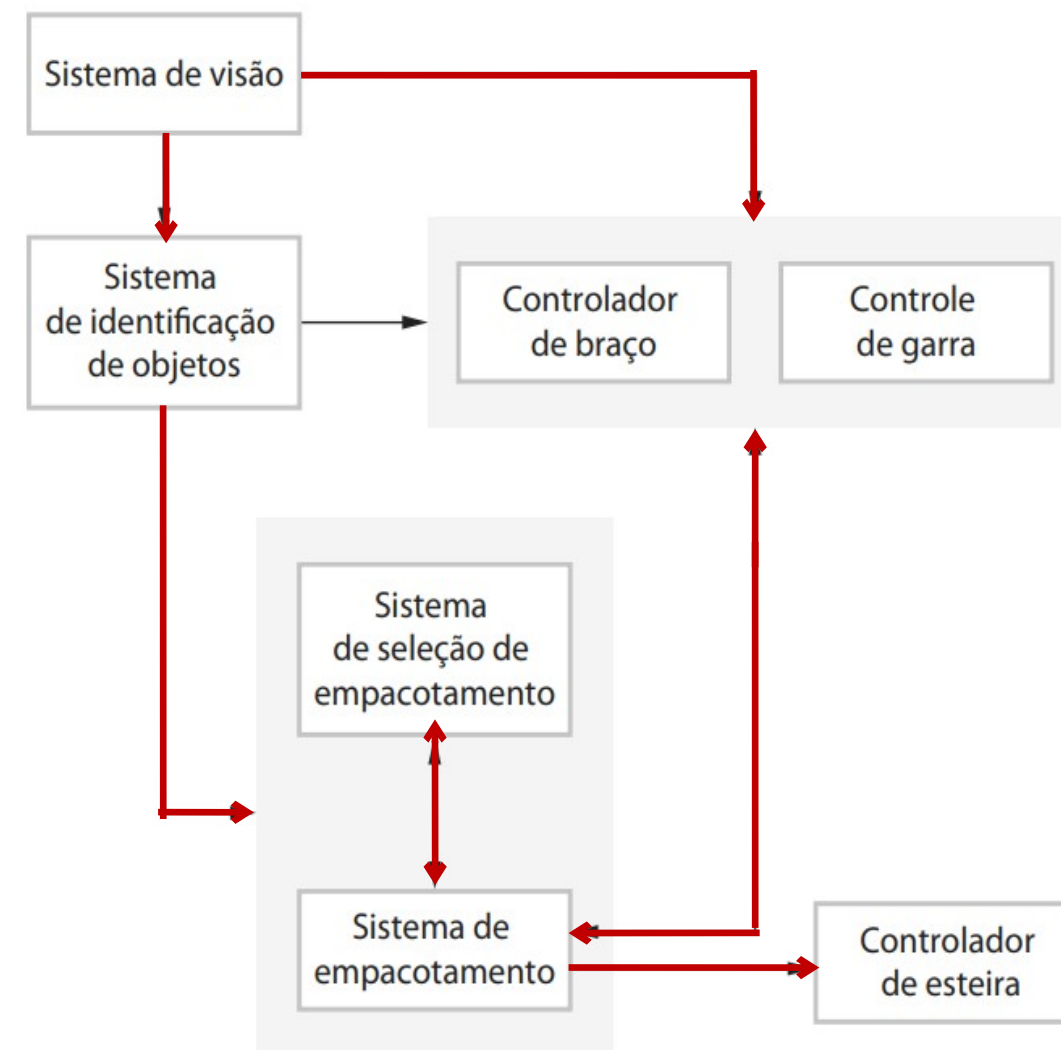 Sistema de visão
Sistema
de identificação
de objetos
Controlador
de braço
Controle
de garra
Sistema
de seleção de
empacotamento
Sistema de
empacotamento
Controlador
de esteira